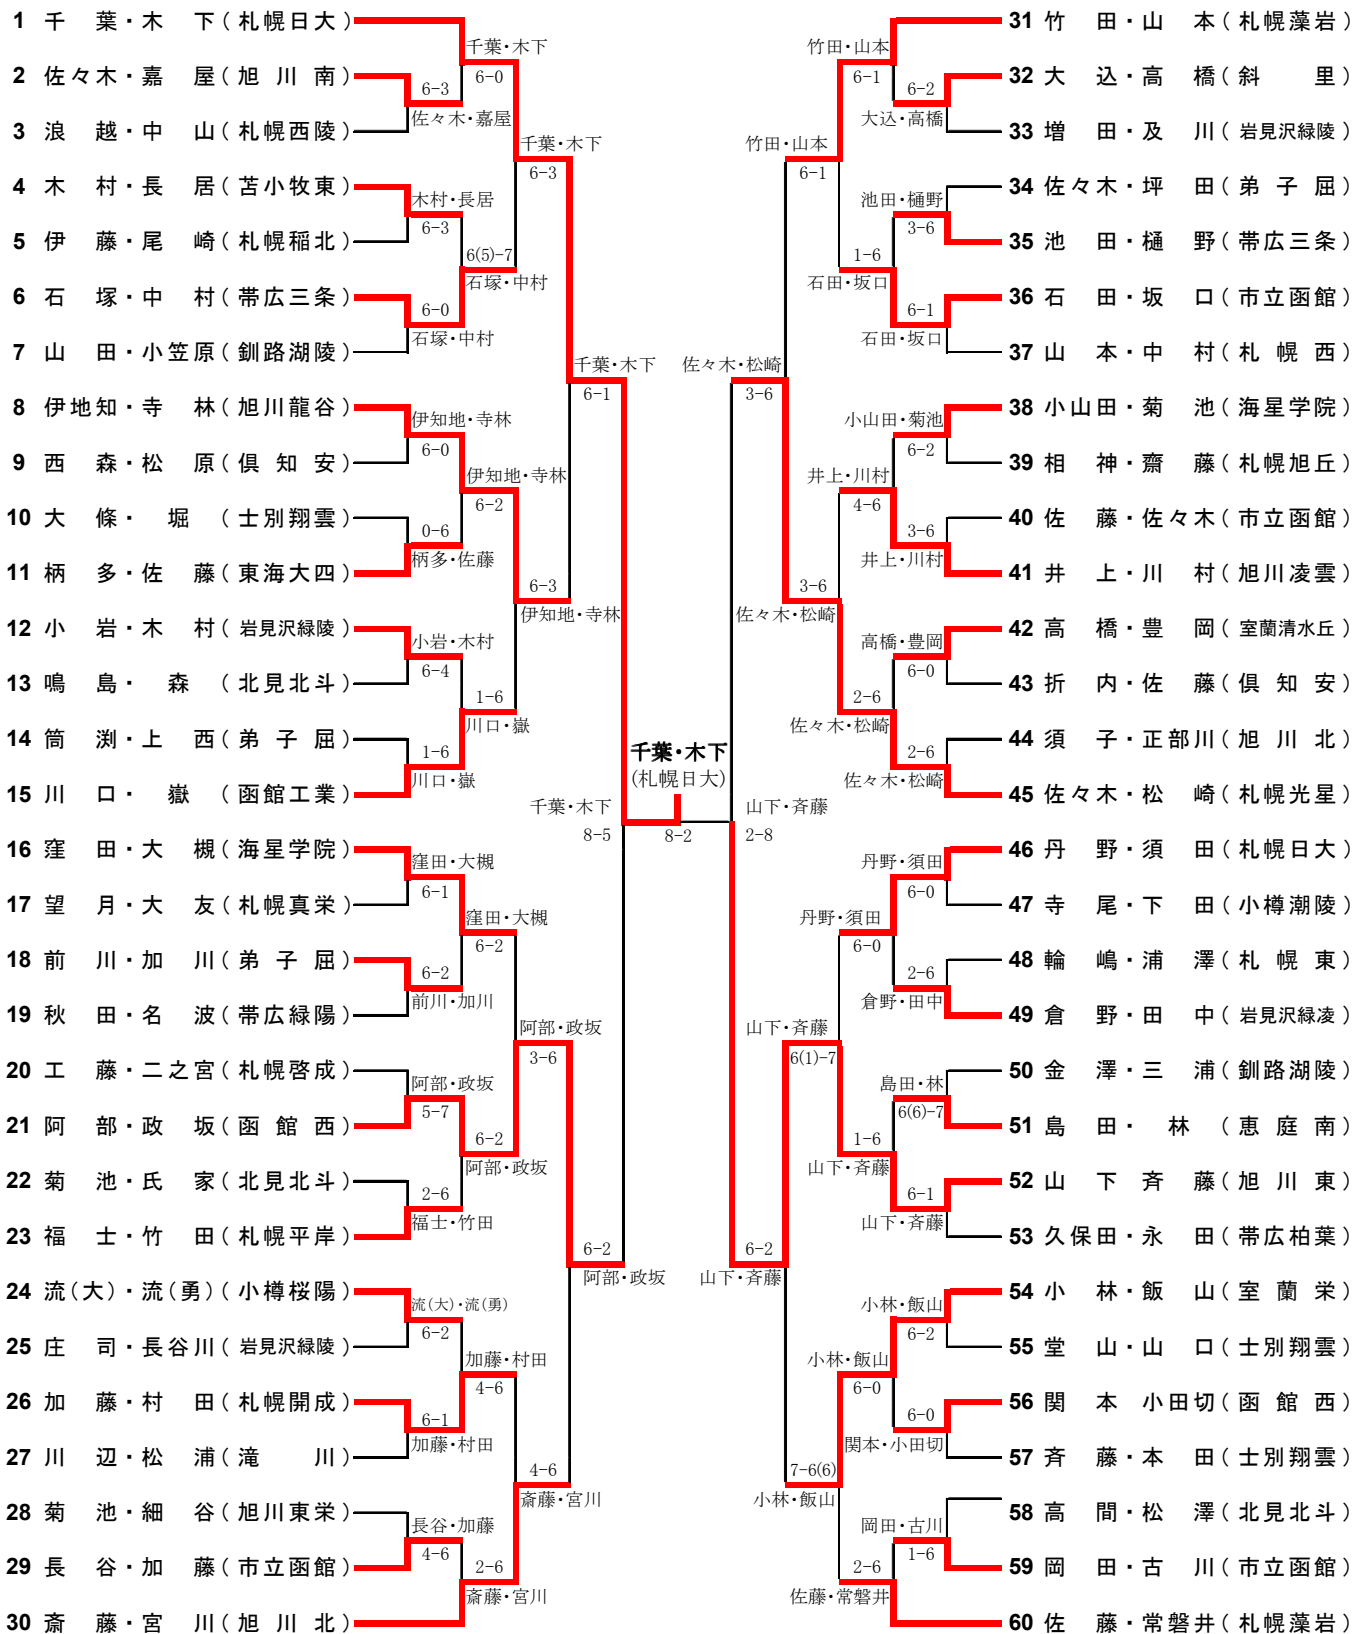 1 千 葉・木 下(札幌日大)
2 佐々木・嘉 屋(旭 川 南)
3 浪 越・中 山(札幌西陵)
4 木 村・長 居(苫小牧東)
5 伊 藤・尾 崎(札幌稲北)
6 石 塚・中 村(帯広三条)
7 山 田・小笠原(釧路湖陵)
8 伊地知・寺 林(旭川龍谷)
9 西 森・松 原(倶 知 安)
10 大 條・ 堀 (士別翔雲)
11 柄 多・佐 藤(東海大四)
12 小 岩・木 村(岩見沢緑陵)
13 鳴 島・ 森 (北見北斗)
14 筒 渕・上 西(弟 子 屈)
15 川 口・ 嶽 (函館工業)
16 窪 田・大 槻(海星学院)
17 望 月・大 友(札幌真栄)
18 前 川・加 川(弟 子 屈)
19 秋 田・名 波(帯広緑陽)
20 工 藤・二之宮(札幌啓成)
21 阿 部・政 坂(函 館 西)
22 菊 池・氏 家(北見北斗)
23 福 士・竹 田(札幌平岸)
24 流(大)・流(勇)(小樽桜陽)
25 庄 司・長谷川(岩見沢緑陵)
26 加 藤・村 田(札幌開成)
27 川 辺・松 浦(滝 川)
28 菊 池・細 谷(旭川東栄)
29 長 谷・加 藤(市立函館)
30 斎 藤・宮 川(旭 川 北)
6-3
佐々木・嘉屋
木村・長居
6-3
6-0
石塚・中村
伊知地・寺林
6-0
0-6
柄多・佐藤
小岩・木村
6-4
1-6
川口・嶽
窪田・大槻
6-1
6-2
前川・加川
阿部・政坂
5-7
2-6
福士・竹田
流(大)・流(勇)
6-2
6-1
加藤・村田
長谷・加藤
4-6
千葉・木下
6-0
6(5)-7
石塚・中村
伊知地・寺林
6-2
1-6
川口・嶽
窪田・大槻
6-2
6-2
阿部・政坂
加藤・村田
4-6
2-6
斎藤・宮川
千葉・木下
6-3
6-3
伊知地・寺林
阿部・政坂
3-6
4-6
斎藤・宮川
千葉・木下
6-1
6-2
阿部・政坂
千葉・木下
8-5
千葉・木下
(札幌日大)
8-2
山下・斉藤
2-8
佐々木・松崎
3-6
6-2
山下・斉藤
竹田・山本
6-1
3-6
佐々木・松崎
山下・斉藤
6(1)-7
7-6(6)
小林・飯山
竹田・山本
6-1
1-6
石田・坂口
井上・川村
4-6
2-6
佐々木・松崎
丹野・須田
6-0
1-6
山下・斉藤
小林・飯山
6-0
2-6
佐藤・常磐井
6-2
大込・高橋
池田・樋野
3-6
6-1
石田・坂口
小山田・菊池
6-2
3-6
井上・川村
高橋・豊岡
6-0
2-6
佐々木・松崎
丹野・須田
6-0
2-6
倉野・田中
島田・林
6(6)-7
6-1
山下・斉藤
小林・飯山
6-2
6-0
関本・小田切
岡田・古川
1-6
31 竹 田・山 本(札幌藻岩)
32 大 込・高 橋(斜 里)
33 増 田・及 川(岩見沢緑陵)
34 佐々木・坪 田(弟 子 屈)
35 池 田・樋 野(帯広三条)
36 石 田・坂 口(市立函館)
37 山 本・中 村(札 幌 西)
38 小山田・菊 池(海星学院)
39 相 神・齋 藤(札幌旭丘)
40 佐 藤・佐々木(市立函館)
41 井 上・川 村(旭川凌雲)
42 高 橋・豊 岡(室蘭清水丘)
43 折 内・佐 藤(倶 知 安)
44 須 子・正部川(旭 川 北)
45 佐々木・松 崎(札幌光星)
46 丹 野・須 田(札幌日大)
47 寺 尾・下 田(小樽潮陵)
48 輪 嶋・浦 澤(札 幌 東)
49 倉 野・田 中(岩見沢緑凌)
50 金 澤・三 浦(釧路湖陵)
51 島 田・ 林 (恵 庭 南)
52 山 下 斉 藤(旭 川 東)
53 久保田・永 田(帯広柏葉)
54 小 林・飯 山(室 蘭 栄)
55 堂 山・山 口(士別翔雲)
56 関 本 小田切(函 館 西)
57 斉 藤・本 田(士別翔雲)
58 高 間・松 澤(北見北斗)
59 岡 田・古 川(市立函館)
60 佐 藤・常磐井(札幌藻岩)